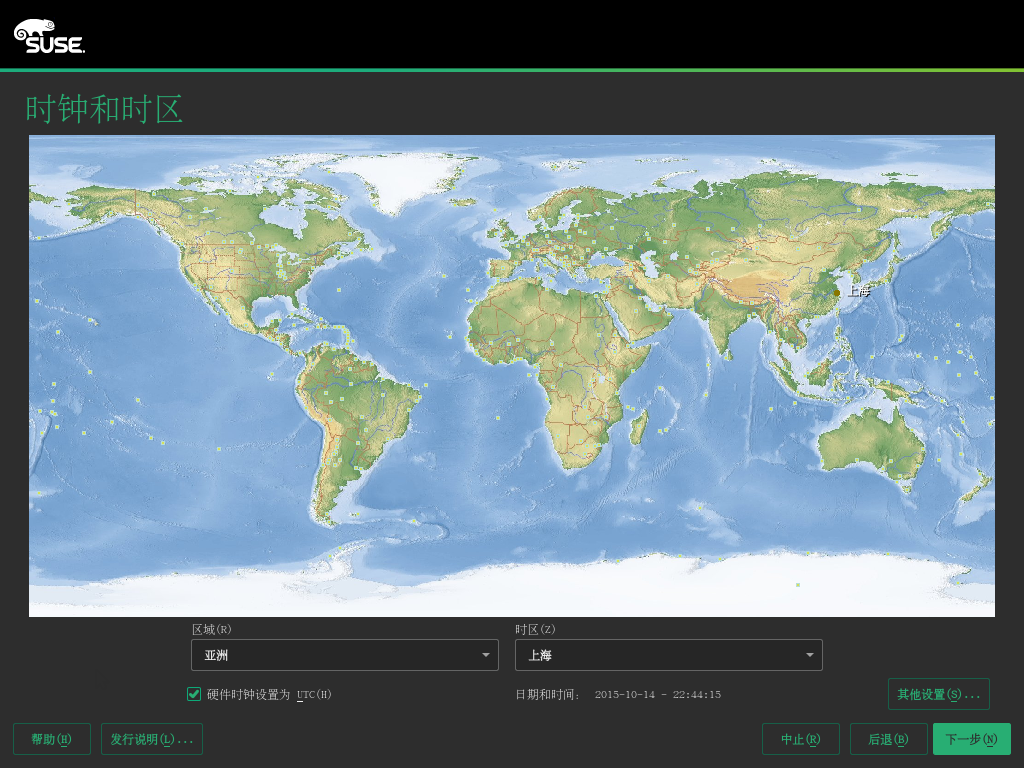 SUSE.
时钟和时区
上海
区域(R)
时区(Z)
亚洲
上海
硬件时钟设置为 UTC(H)
日期和时间: 2015-10-14 - 22:44:15
其他设置(S)...
帮助(H)
发行说明(L)...
中止(R)
后退(B)
下一步(N)